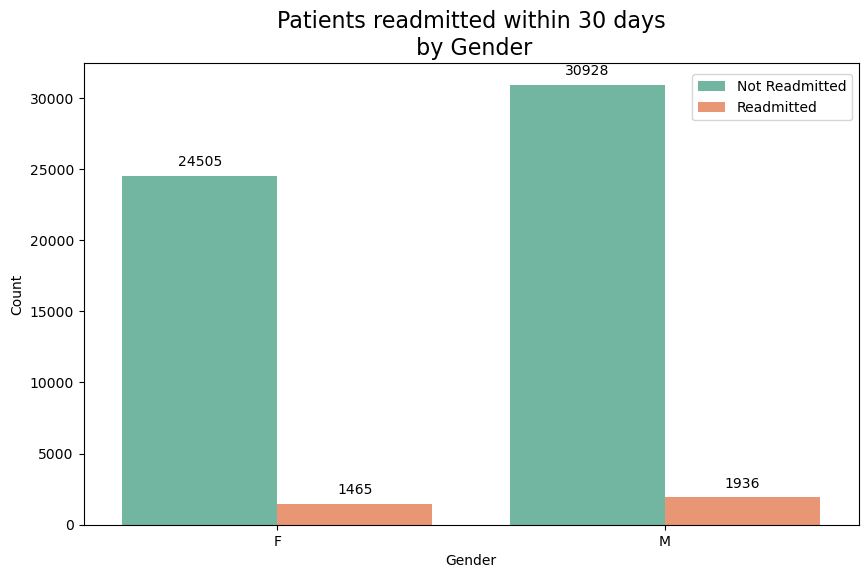 Patients readmitted within 30 days
by Gender
30928
Not Readmitted
Readmitted
24505
1465
1936
30000
25000
20000
15000
10000
5000
0
Count
F
M
Gender